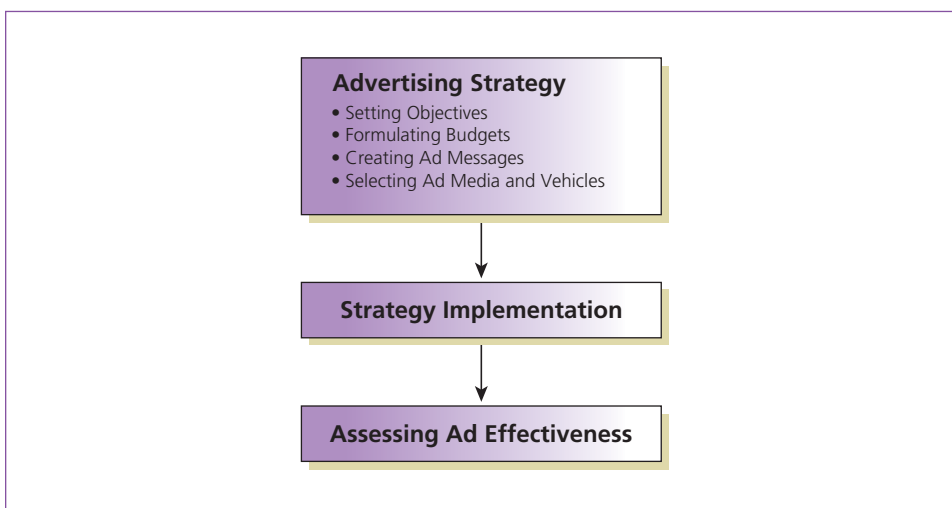 Advertising Strategy
• Setting Objectives
• Formulating Budgets
• Creating Ad Messages
• Selecting Ad Media and Vehicles
Strategy Implementation
Assessing Ad Effectiveness